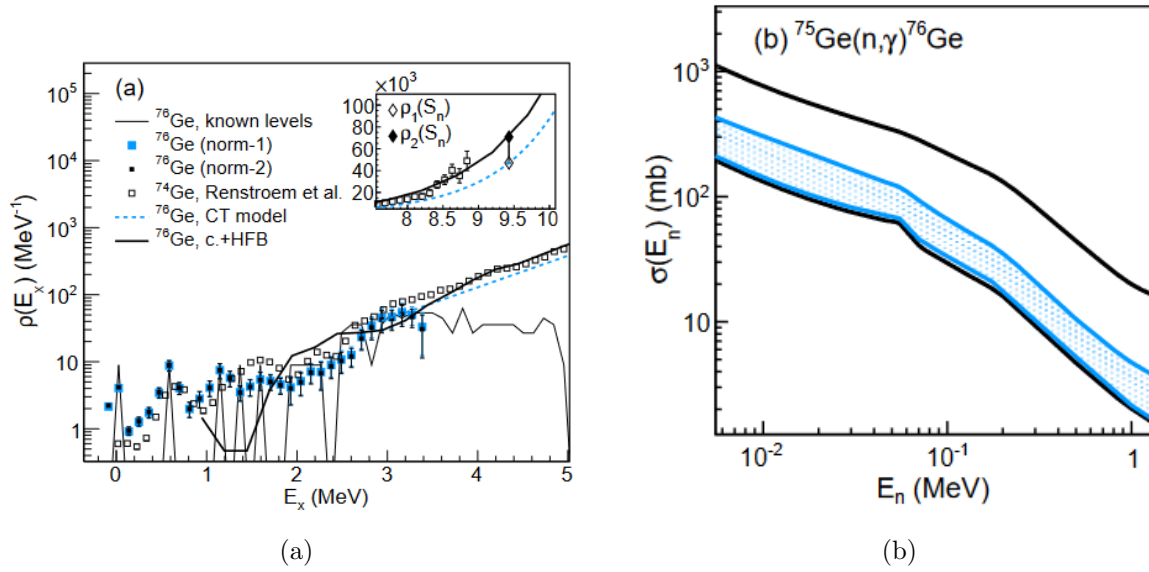 (a)
⁷⁶Ge, known levels
⁷⁶Ge (norm-1)
⁷⁶Ge (norm-2)
⁷⁴Ge, Renstroem et al.
⁷⁶Ge, CT model
⁷⁶Ge, c.+HFB
×10³
100
80
60
40
20
8 8.5 9 9.5 10
ρ₁(Sₙ)
ρ₂(Sₙ)
ρ(Eₓ) (MeV⁻¹)
10⁵
10⁴
10³
10²
10
1
0 1 2 3 4 5
Eₓ (MeV)
(a)
(b) ⁷⁵Ge(n,γ)⁷⁶Ge
σ(Eₙ) (mb)
10³
10²
10
10⁻² 10⁻¹ 1
Eₙ (MeV)
(b)